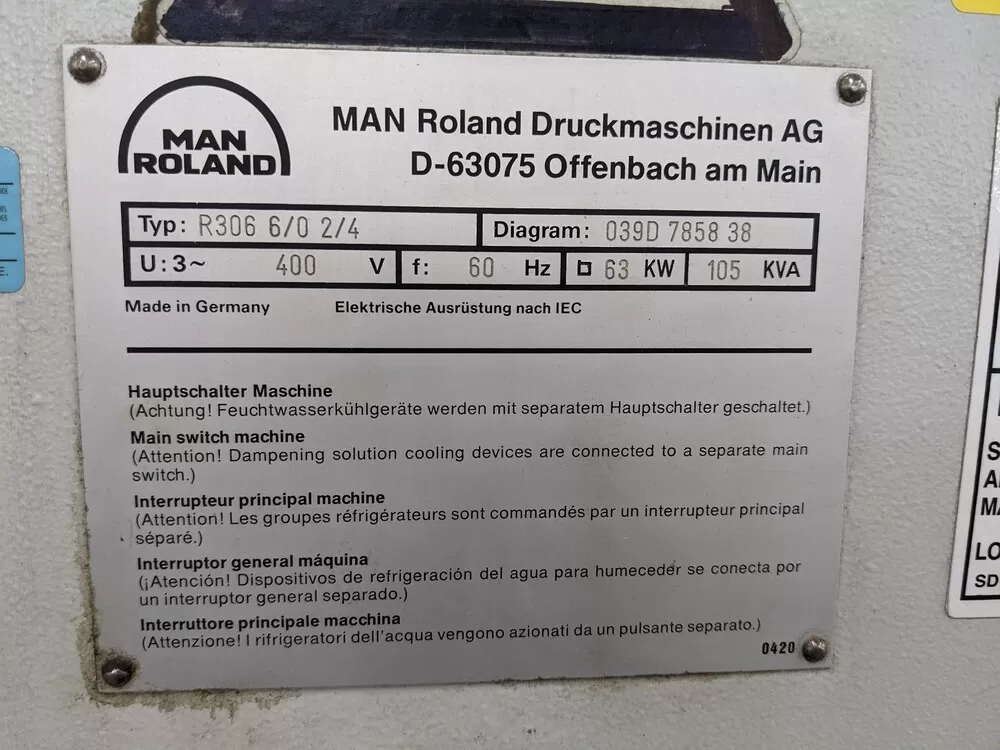 MAN
ROLAND
MAN Roland Druckmaschinen AG
D-63075 Offenbach am Main
Typ: R306 6/0 2/4 Diagram: 039D 7858 38
U:3~ 400 V f: 60 Hz 63 KW 105 KVA
Made in Germany Elektrische Ausrüstung nach IEC
Hauptschalter Maschine
(Achtung! Feuchtwasserkühlgeräte werden mit separatem Hauptschalter geschaltet.)
Main switch machine
(Attention! Dampening solution cooling devices are connected to a separate main
switch.)
Interrupteur principal machine
(Attention! Les groupes réfrigérateurs sont commandés par un interrupteur principal
séparé.)
Interruptor general máquina
(¡Atención! Dispositivos de refrigeración del agua para humeceder se conecta por
un interruptor general separado.)
Interruttore principale macchina
(Attenzione! I rifrigeratori dell'acqua vengono azionati da un pulsante separato.)
0420